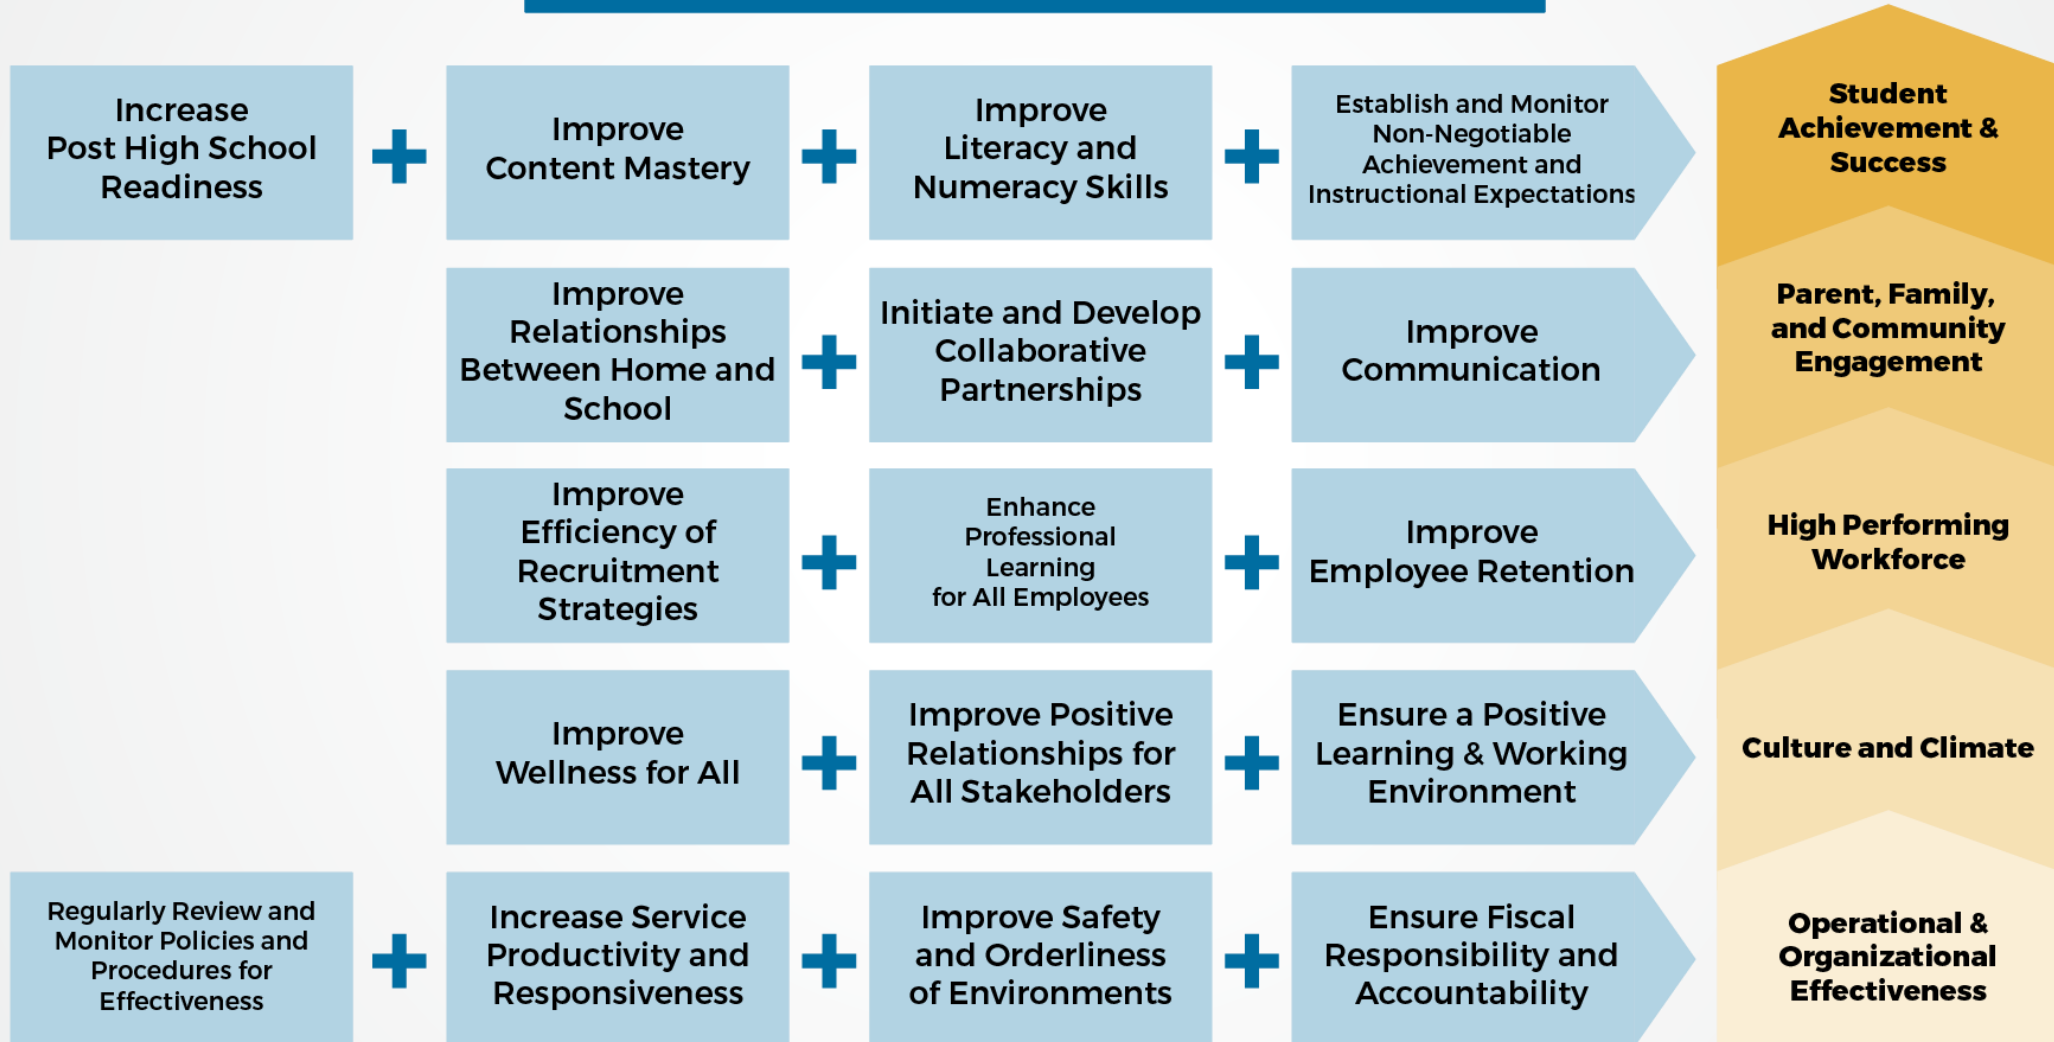 Increase
Post High School
Readiness
Improve
Content Mastery
Improve
Literacy and
Numeracy Skills
Establish and Monitor
Non-Negotiable
Achievement and
Instructional Expectations
Student
Achievement &
Success
Improve
Relationships
Between Home and
School
Initiate and Develop
Collaborative
Partnerships
Improve
Communication
Parent, Family,
and Community
Engagement
Improve
Efficiency of
Recruitment
Strategies
Enhance
Professional
Learning
for All Employees
Improve
Employee Retention
High Performing
Workforce
Improve
Wellness for All
Improve Positive
Relationships for
All Stakeholders
Ensure a Positive
Learning & Working
Environment
Culture and Climate
Regularly Review and
Monitor Policies and
Procedures for
Effectiveness
Increase Service
Productivity and
Responsiveness
Improve Safety
and Orderliness
of Environments
Ensure Fiscal
Responsibility and
Accountability
Operational &
Organizational
Effectiveness